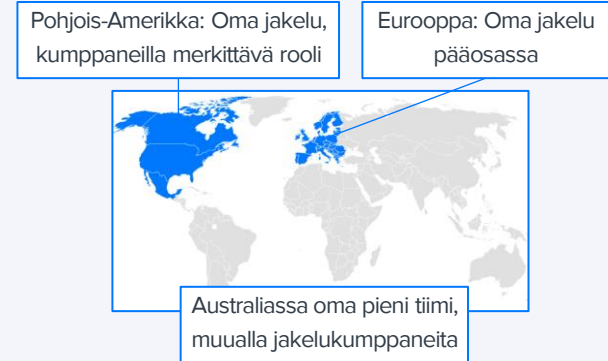 Pohjois-Amerikka: Oma jakelu,
kumppaneilla merkittävä rooli
Eurooppa: Oma jakelu
pääosassa
Australiassa oma pieni tiimi,
muualla jakelukumppaneita